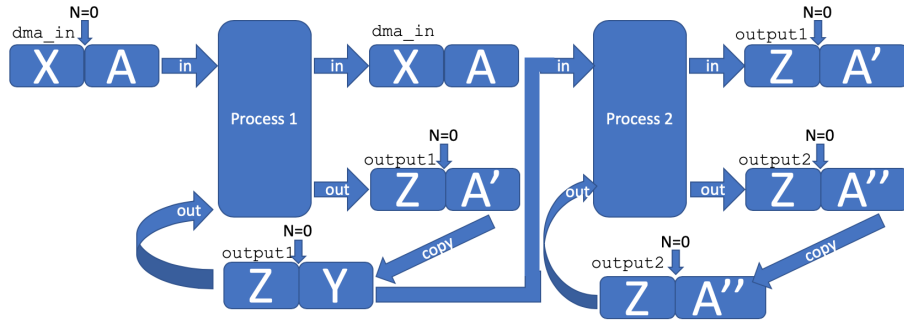 N=0
dma_in
X A
in
Process 1
in
dma_in
X A
in
Process 2
in
N=0
output1
Z A'
out
N=0
output1
Z A'
out
copy
N=0
output1
Z Y
out
N=0
output2
Z A''
out
copy
N=0
output2
Z A''